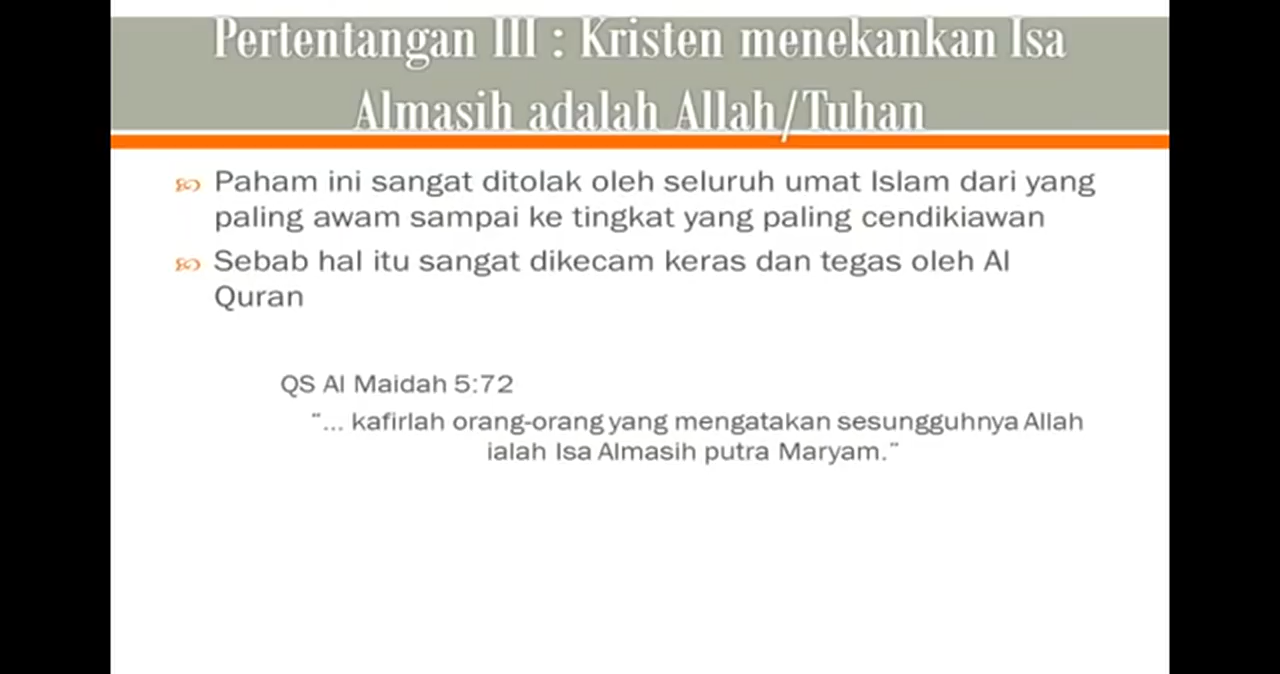 Pertentangan III : Kristen menekankan Isa
Almasih adalah Allah/Tuhan
Paham ini sangat ditolak oleh seluruh umat Islam dari yang
paling awam sampai ke tingkat yang paling cendikiawan
Sebab hal itu sangat dikecam keras dan tegas oleh Al
Quran
QS Al Maidah 5:72
"... kafirlah orang-orang yang mengatakan sesungguhnya Allah
ialah Isa Almasih putra Maryam."